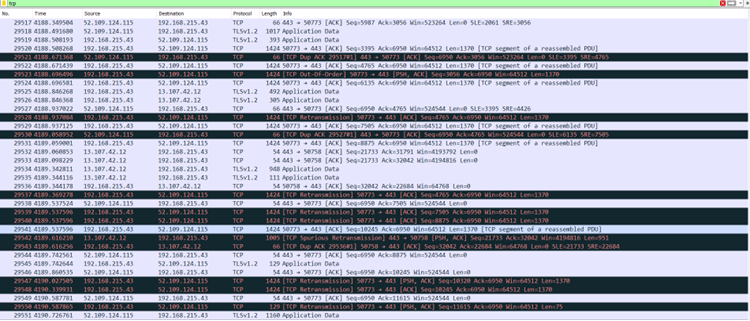 tcp
No. Time Source Destination Protocol Length Info
29517 4188.349504 52.109.124.115 192.168.215.43 TCP 66 443 → 50773 [ACK] Seq=5987 Ack=3056 Win=523264 Len=0 SLE=2061 SRE=3056
29518 4188.491680 52.109.124.115 192.168.215.43 TLSv1.2 1017 Application Data
29519 4188.508193 192.168.215.43 52.109.124.115 TLSv1.2 393 Application Data
29520 4188.508268 192.168.215.43 52.109.124.115 TCP 1424 50773 → 443 [ACK] Seq=3395 Ack=6950 Win=64512 Len=1370 [TCP segment of a reassembled PDU]
29521 4188.671368 52.109.124.115 192.168.215.43 TCP 66 [TCP Dup ACK 29517#1] 443 → 50773 [ACK] Seq=6950 Ack=3056 Win=523264 Len=0 SLE=3395 SRE=4765
29522 4188.671439 192.168.215.43 52.109.124.115 TCP 1424 50773 → 443 [ACK] Seq=4765 Ack=6950 Win=64512 Len=1370 [TCP segment of a reassembled PDU]
29523 4188.696496 192.168.215.43 52.109.124.115 TCP 1424 [TCP Out-Of-Order] 50773 → 443 [PSH, ACK] Seq=3056 Ack=6950 Win=64512 Len=1370
29524 4188.696581 192.168.215.43 52.109.124.115 TCP 1424 50773 → 443 [ACK] Seq=6135 Ack=6950 Win=64512 Len=1370 [TCP segment of a reassembled PDU]
29525 4188.846268 192.168.215.43 13.107.42.12 TLSv1.2 492 Application Data
29526 4188.846368 192.168.215.43 13.107.42.12 TLSv1.2 305 Application Data
29527 4188.937022 52.109.124.115 192.168.215.43 TCP 66 443 → 50773 [ACK] Seq=6950 Ack=4765 Win=524544 Len=0 SLE=3395 SRE=4426
29528 4188.937084 192.168.215.43 52.109.124.115 TCP 1424 [TCP Retransmission] 50773 → 443 [ACK] Seq=4765 Ack=6950 Win=64512 Len=1370
29529 4188.937125 192.168.215.43 52.109.124.115 TCP 1424 50773 → 443 [ACK] Seq=7505 Ack=6950 Win=64512 Len=1370 [TCP segment of a reassembled PDU]
29530 4189.058952 52.109.124.115 192.168.215.43 TCP 66 [TCP Dup ACK 29527#1] 443 → 50773 [ACK] Seq=6950 Ack=4765 Win=524544 Len=0 SLE=6135 SRE=7505
29531 4189.059001 192.168.215.43 52.109.124.115 TCP 1424 50773 → 443 [ACK] Seq=8875 Ack=6950 Win=64512 Len=1370 [TCP segment of a reassembled PDU]
29532 4189.060853 13.107.42.12 192.168.215.43 TCP 54 443 → 50758 [ACK] Seq=21733 Ack=31791 Win=4193792 Len=0
29533 4189.098229 13.107.42.12 192.168.215.43 TCP 54 443 → 50758 [ACK] Seq=21733 Ack=32042 Win=4194816 Len=0
29534 4189.342811 13.107.42.12 192.168.215.43 TLSv1.2 948 Application Data
29535 4189.344116 13.107.42.12 192.168.215.43 TLSv1.2 111 Application Data
29536 4189.344178 192.168.215.43 13.107.42.12 TCP 54 50758 → 443 [ACK] Seq=32042 Ack=22684 Win=64768 Len=0
29537 4189.369278 192.168.215.43 52.109.124.115 TCP 1424 [TCP Retransmission] 50773 → 443 [ACK] Seq=4765 Ack=6950 Win=64512 Len=1370
29538 4189.537524 52.109.124.115 192.168.215.43 TCP 54 443 → 50773 [ACK] Seq=6950 Ack=7505 Win=524544 Len=0
29539 4189.537596 192.168.215.43 52.109.124.115 TCP 1424 [TCP Retransmission] 50773 → 443 [ACK] Seq=7505 Ack=6950 Win=64512 Len=1370
29540 4189.537596 192.168.215.43 52.109.124.115 TCP 1424 [TCP Retransmission] 50773 → 443 [ACK] Seq=8875 Ack=6950 Win=64512 Len=1370
29541 4189.537596 192.168.215.43 52.109.124.115 TCP 1424 50773 → 443 [ACK] Seq=10245 Ack=6950 Win=64512 Len=1370 [TCP segment of a reassembled PDU]
29542 4189.616210 13.107.42.12 192.168.215.43 TCP 1005 [TCP Spurious Retransmission] 443 → 50758 [PSH, ACK] Seq=21733 Ack=32042 Win=4194816 Len=951
29543 4189.616256 192.168.215.43 13.107.42.12 TCP 66 [TCP Dup ACK 29536#1] 50758 → 443 [ACK] Seq=32042 Ack=22684 Win=64768 Len=0 SLE=21733 SRE=22684
29544 4189.742561 52.109.124.115 192.168.215.43 TCP 54 443 → 50773 [ACK] Seq=6950 Ack=8875 Win=524544 Len=0
29545 4189.742644 192.168.215.43 52.109.124.115 TLSv1.2 129 Application Data
29546 4189.860535 52.109.124.115 192.168.215.43 TCP 54 443 → 50773 [ACK] Seq=6950 Ack=10245 Win=524544 Len=0
29547 4190.027505 192.168.215.43 52.109.124.115 TCP 1424 [TCP Retransmission] 50773 → 443 [PSH, ACK] Seq=10320 Ack=6950 Win=64512 Len=1370
29548 4190.339931 192.168.215.43 52.109.124.115 TCP 1424 [TCP Retransmission] 50773 → 443 [ACK] Seq=10245 Ack=6950 Win=64512 Len=1370
29549 4190.587781 52.109.124.115 192.168.215.43 TCP 54 443 → 50773 [ACK] Seq=6950 Ack=11615 Win=524544 Len=0
29550 4190.587865 192.168.215.43 52.109.124.115 TCP 129 [TCP Retransmission] 50773 → 443 [PSH, ACK] Seq=11615 Ack=6950 Win=64512 Len=75
29551 4190.726761 52.109.124.115 192.168.215.43 TLSv1.2 1160 Application Data